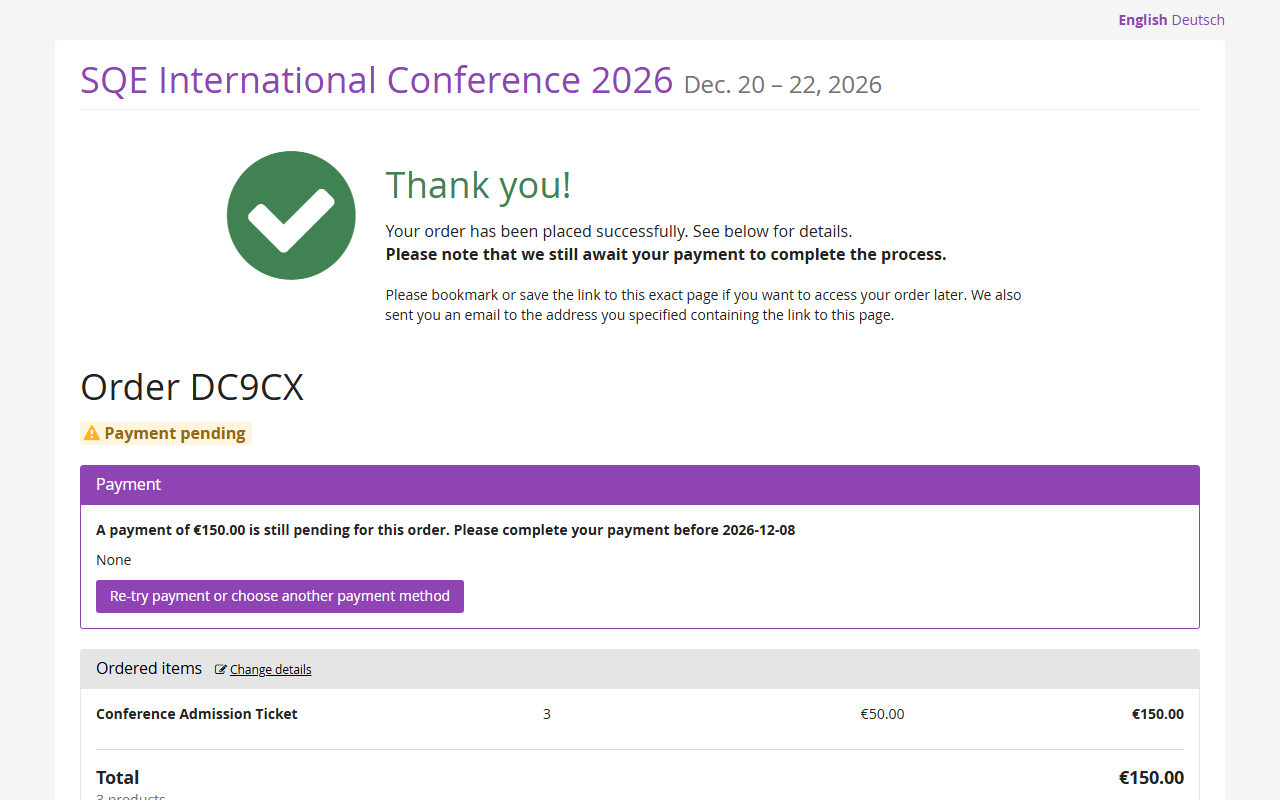 English Deutsch
SQE International Conference 2026 Dec. 20 – 22, 2026
Thank you!
Your order has been placed successfully. See below for details.
Please note that we still await your payment to complete the process.
Please bookmark or save the link to this exact page if you want to access your order later. We also
sent you an email to the address you specified containing the link to this page.
Order DC9CX
Payment pending
Payment
A payment of €150.00 is still pending for this order. Please complete your payment before 2026-12-08
None
Re-try payment or choose another payment method
Ordered items Change details
Conference Admission Ticket 3 €50.00 €150.00
Total €150.00
3 products